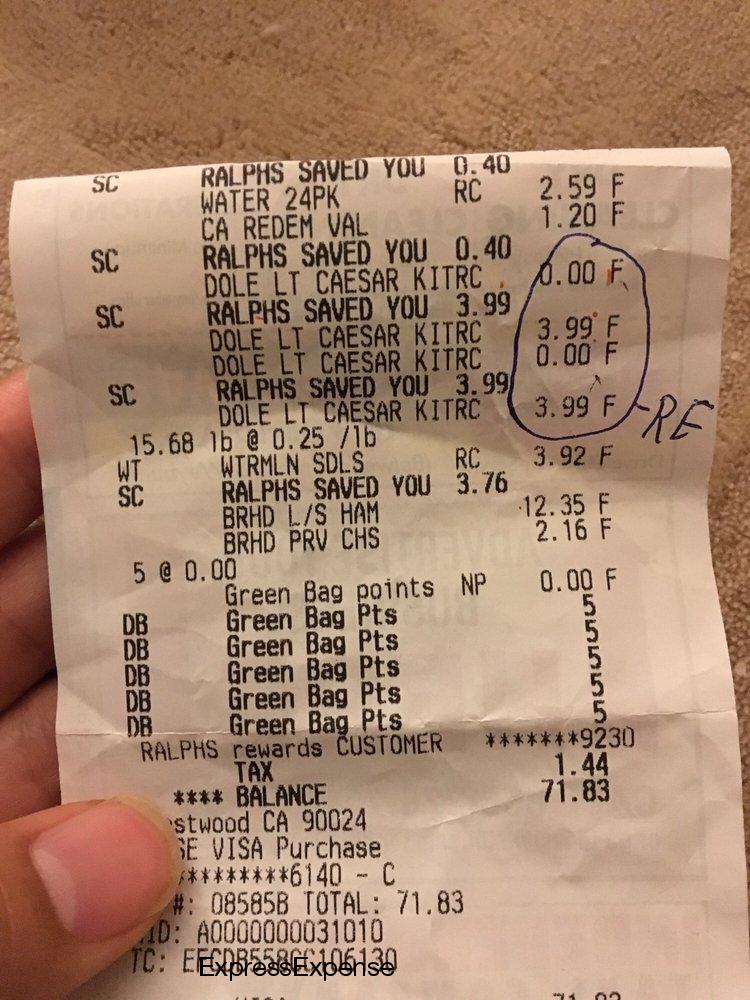 SC RALPHS SAVED YOU 0.40
WATER 24PK RC 2.59 F
CA REDEM VAL 1.20 F
SC RALPHS SAVED YOU 0.40
DOLE LT CAESAR KITRC 0.00 F
SC RALPHS SAVED YOU 3.99
DOLE LT CAESAR KITRC 3.99 F
DOLE LT CAESAR KITRC 0.00 F
SC RALPHS SAVED YOU 3.99
DOLE LT CAESAR KITRC 3.99 F
RE
15.68 lb @ 0.25 /lb
WT WTRMLN SDLS RC 3.92 F
SC RALPHS SAVED YOU 3.76
BRHD L/S HAM 12.35 F
BRHD PRV CHS 2.16 F
5 @ 0.00
Green Bag points NP 0.00 F
DB Green Bag Pts 5
DB Green Bag Pts 5
DB Green Bag Pts 5
DB Green Bag Pts 5
DB Green Bag Pts 5
RALPHS rewards CUSTOMER *******9230
TAX 1.44
**** BALANCE 71.83
stwood CA 90024
SE VISA Purchase
*********6140 - C
#: 08585B TOTAL: 71.83
ID: A0000000031010
TC:
ExpressExpense